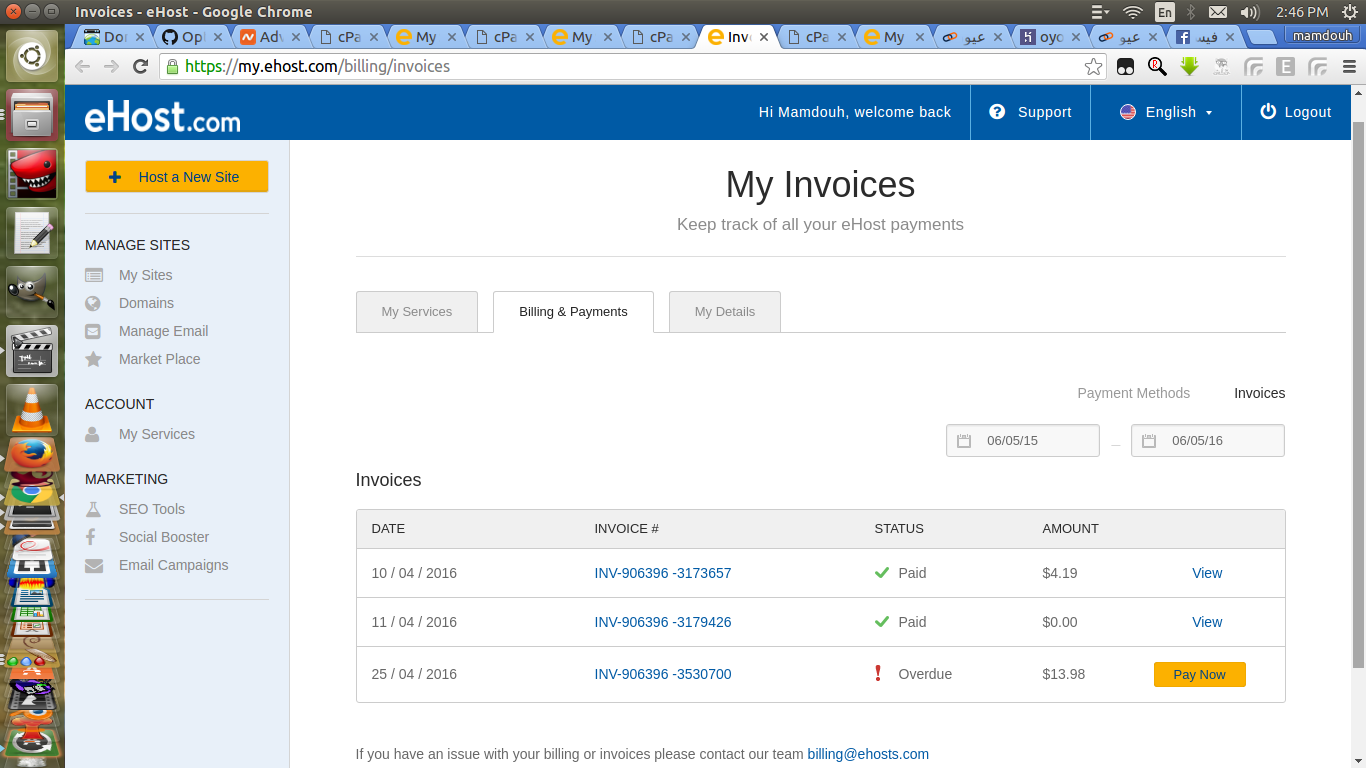 Invoices - eHost - Google Chrome
En
2:46 PM
Dor
Opt
Adv
cPa
My
cPa
My
cPa
Inv
cPa
My
عيو
oyo
عيو
فيس
mamdouh
https://my.ehost.com/billing/invoices
eHost.com
Hi Mamdouh, welcome back
Support
English
Logout
Host a New Site
MANAGE SITES
My Sites
Domains
Manage Email
Market Place
ACCOUNT
My Services
MARKETING
SEO Tools
Social Booster
Email Campaigns
My Invoices
Keep track of all your eHost payments
My Services
Billing & Payments
My Details
Payment Methods
Invoices
06/05/15 – 06/05/16
Invoices
DATE INVOICE # STATUS AMOUNT
10 / 04 / 2016 INV-906396 -3173657 Paid $4.19 View
11 / 04 / 2016 INV-906396 -3179426 Paid $0.00 View
25 / 04 / 2016 INV-906396 -3530700 Overdue $13.98 Pay Now
If you have an issue with your billing or invoices please contact our team billing@ehosts.com